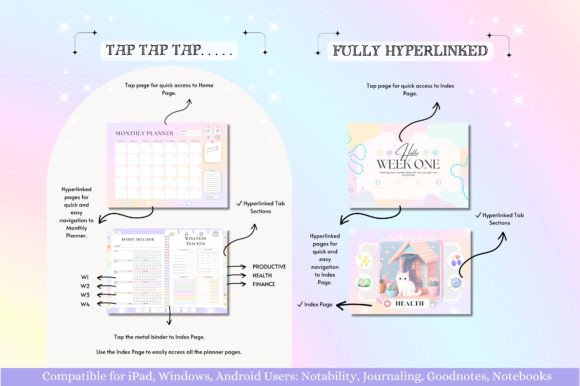 TAP TAP TAP.....
Tap page for quick access to Home
Page.
MONTHLY PLANNER
Hyperlinked
pages for
quick and
easy
navigation to
Monthly
Planner.
Hyperlinked Tab
Sections
HABIT TRACKER
WELLNESS
TRACKER
PRODUCTIVE
HEALTH
FINANCE
W1
W2
W3
W4
Tap the metal binder to Index Page.
Use the Index Page to easily access all the planner pages.
FULLY HYPERLINKED
Tap page for quick access to Index
Page.
Hello
WEEK ONE
Hyperlinked
pages for
quick and
easy
navigation
to Index
Page.
Hyperlinked Tab
Sections
HEALTH
Index Page
Compatible for iPad, Windows, Android Users: Notability, Journaling, Goodnotes, Notebooks